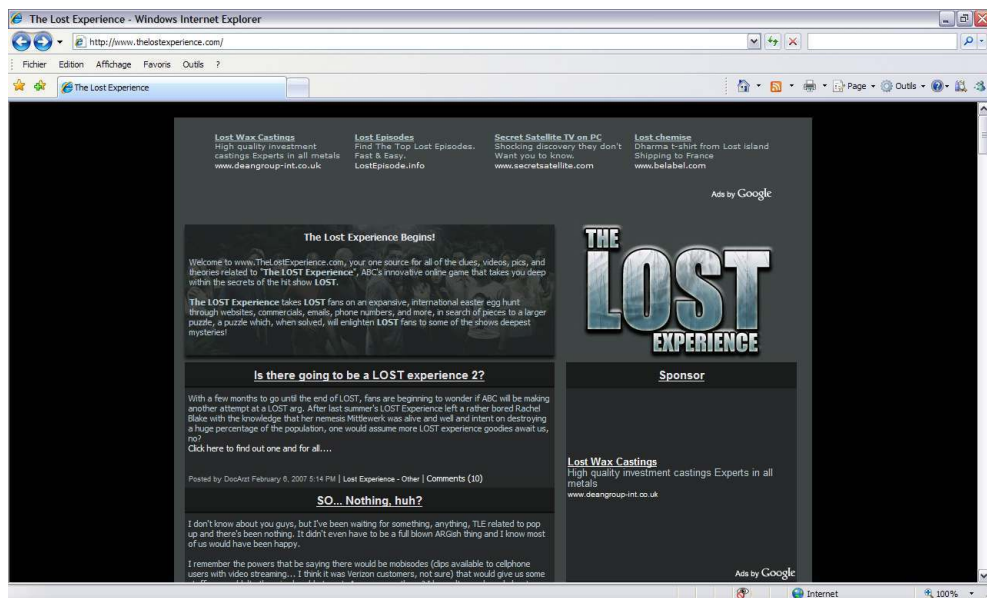 The Lost Experience - Windows Internet Explorer
http://www.thelostexperience.com/
Fichier Edition Affichage Favoris Outils ?
The Lost Experience
Page Outils
Lost Wax Castings
High quality investment
castings Experts in all metals
www.deangroup-int.co.uk
Lost Episodes
Find The Top Lost Episodes.
Fast & Easy.
LostEpisode.info
Secret Satellite TV on PC
Shocking discovery they don't
Want you to know.
www.secretsatellite.com
Lost chemise
Dharma t-shirt from Lost island
Shipping to France
www.belabel.com
Ads by Google
The Lost Experience Begins!
Welcome to www.TheLostExperience.com, your one source for all of the clues, videos, pics, and
theories related to "The LOST Experience", ABC's innovative online game that takes you deep
within the secrets of the hit show LOST.
The LOST Experience takes LOST fans on an expansive, international easter egg hunt
through websites, commercials, emails, phone numbers, and more, in search of pieces to a larger
puzzle, a puzzle which, when solved, will enlighten LOST fans to some of the shows deepest
mysteries!
THE
LOST
EXPERIENCE
Is there going to be a LOST experience 2?
With a few months to go until the end of LOST, fans are beginning to wonder if ABC will be making
another attempt at a LOST arg. After last summer's LOST Experience left a rather bored Rachel
Blake with the knowledge that her nemesis Mittlewerk was alive and well and intent on destroying
a huge percentage of the population, one would assume more LOST experience goodies await us,
no?
Click here to find out one and for all....
Posted by DocArzt February 6, 2007 5:14 PM | Lost Experience - Other | Comments (10)
SO... Nothing, huh?
I don't know about you guys, but I've been waiting for something, anything, TLE related to pop
up and there's been nothing. It didn't even have to be a full blown ARGish thing and I know most
of us would have been happy.
I remember the powers that be saying there would be mobisodes (clips available to cellphone
users with video streaming... I think it was Verizon customers, not sure) that would give us some
Sponsor
Lost Wax Castings
High quality investment castings Experts in all
metals
www.deangroup-int.co.uk
Ads by Google
Internet
100%